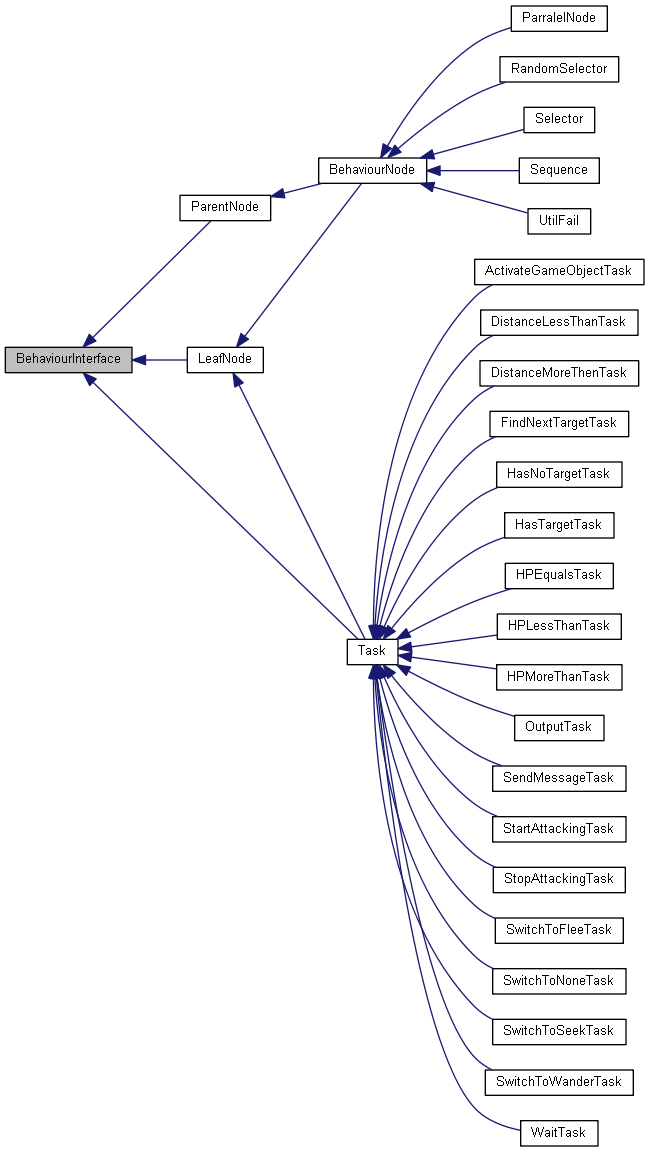 ParralelNode
RandomSelector
Selector
BehaviourNode
Sequence
ParentNode
UtilFail
ActivateGameObjectTask
DistanceLessThanTask
BehaviourInterface
LeafNode
DistanceMoreThenTask
FindNextTargetTask
HasNoTargetTask
HasTargetTask
HPEqualsTask
HPLessThanTask
Task
HPMoreThanTask
OutputTask
SendMessageTask
StartAttackingTask
StopAttackingTask
SwitchToFleeTask
SwitchToNoneTask
SwitchToSeekTask
SwitchToWanderTask
WaitTask